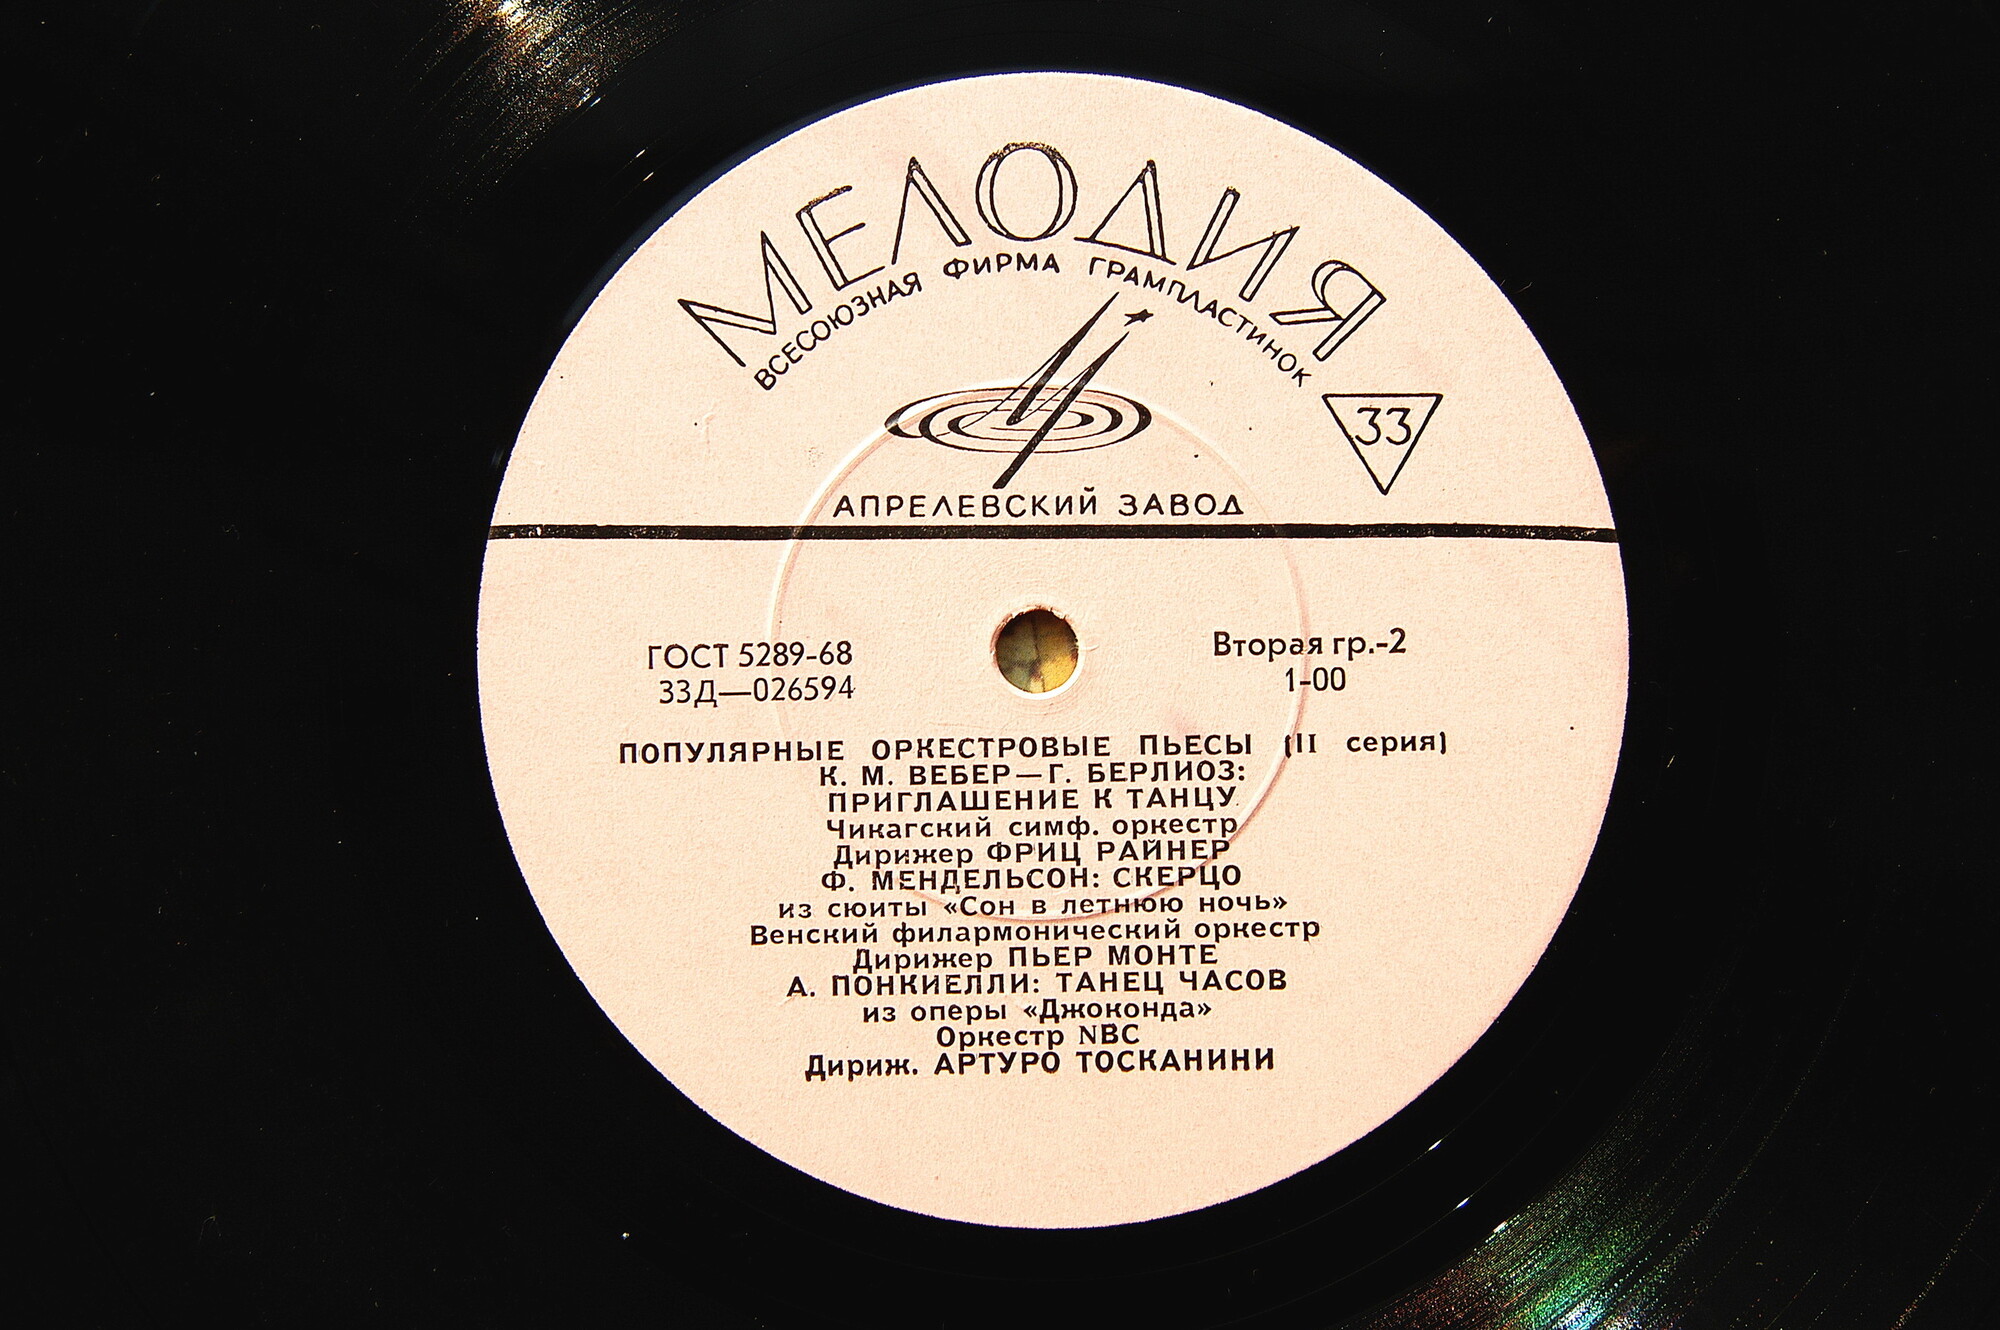 МЕЛОДИЯ
ВСЕСОЮЗНАЯ ФИРМА ГРАМПЛАСТИНОК
33
АПРЕЛЕВСКИЙ ЗАВОД
ГОСТ 5289-68
33Д—026594
Вторая гр.-2
1-00
ПОПУЛЯРНЫЕ ОРКЕСТРОВЫЕ ПЬЕСЫ (II серия)
К. М. ВЕБЕР—Г. БЕРЛИОЗ:
ПРИГЛАШЕНИЕ К ТАНЦУ
Чикагский симф. оркестр
Дирижер ФРИЦ РАЙНЕР
Ф. МЕНДЕЛЬСОН: СКЕРЦО
из сюиты «Сон в летнюю ночь»
Венский филармонический оркестр
Дирижер ПЬЕР МОНТЕ
А. ПОНКИЕЛЛИ: ТАНЕЦ ЧАСОВ
из оперы «Джоконда»
Оркестр NBC
Дириж. АРТУРО ТОСКАНИНИ